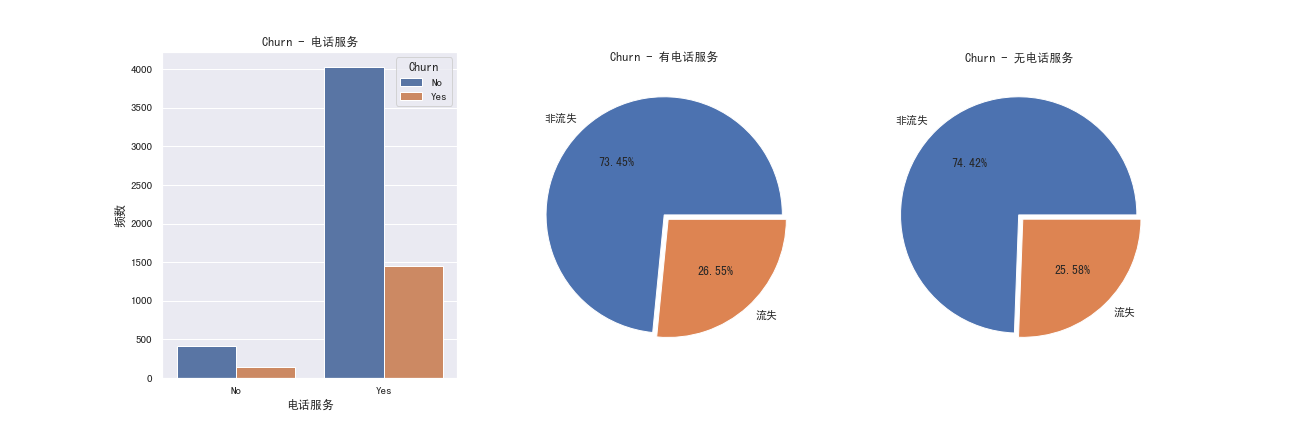 Churn - 电话服务
Churn
No
Yes
4000
3500
3000
2500
2000
1500
1000
500
0
频数
No
Yes
电话服务
Churn - 有电话服务
非流失
73.45%
26.55%
流失
Churn - 无电话服务
非流失
74.42%
25.58%
流失